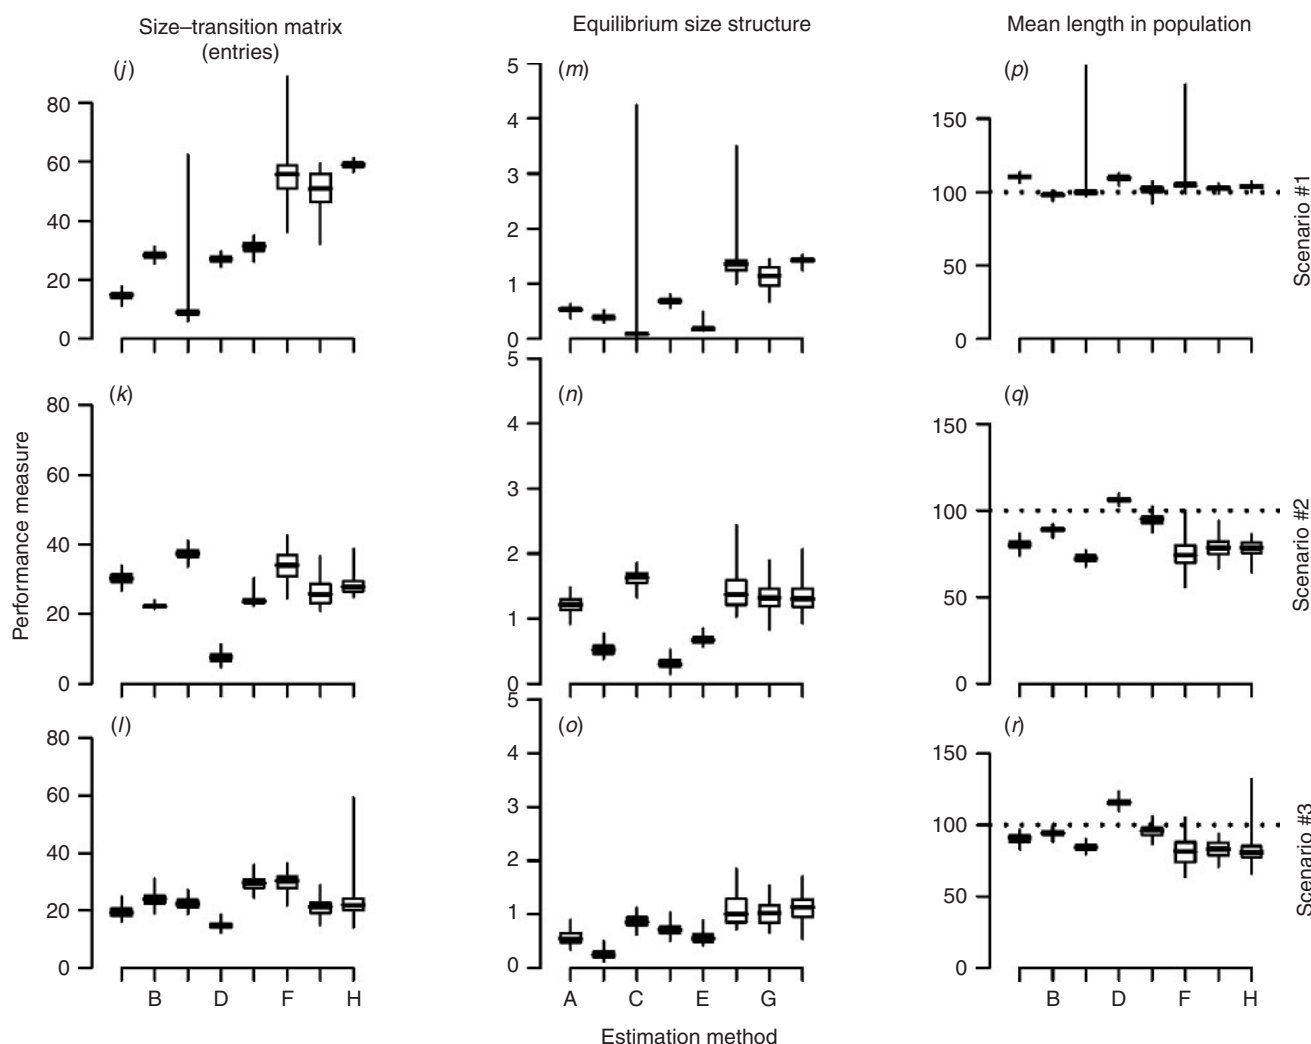 Size–transition matrix
(entries)
Equilibrium size structure
Mean length in population
(j)
80
60
40
20
0
(m)
5
4
3
2
1
0
(p)
150
100
50
0
Scenario #1
Performance measure
(k)
80
60
40
20
0
(n)
5
4
3
2
1
0
(q)
150
100
50
0
Scenario #2
(l)
80
60
40
20
0
B D F H
(o)
5
4
3
2
1
0
A C E G
(r)
150
100
50
0
B D F H
Scenario #3
Estimation method